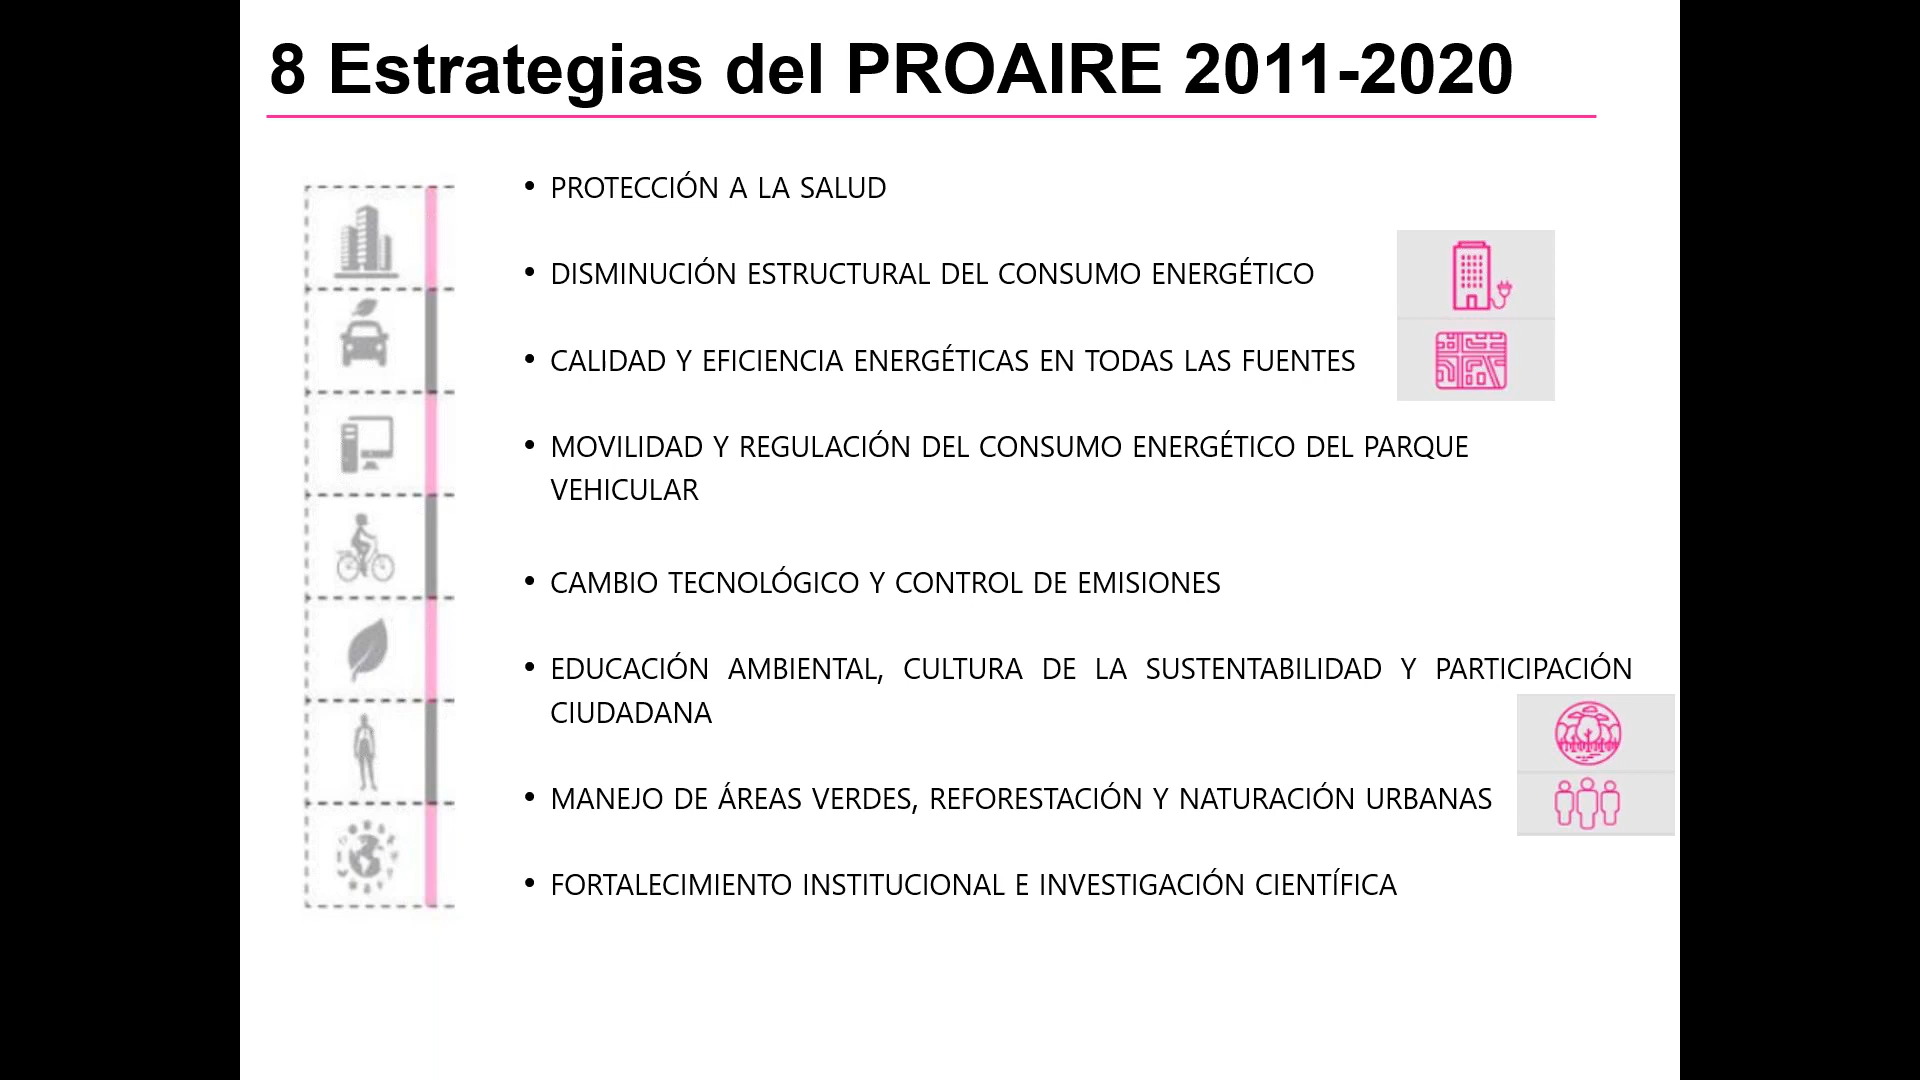 8 Estrategias del PROAIRE 2011-2020
• PROTECCIÓN A LA SALUD
• DISMINUCIÓN ESTRUCTURAL DEL CONSUMO ENERGÉTICO
• CALIDAD Y EFICIENCIA ENERGÉTICAS EN TODAS LAS FUENTES
• MOVILIDAD Y REGULACIÓN DEL CONSUMO ENERGÉTICO DEL PARQUE
VEHICULAR
• CAMBIO TECNOLÓGICO Y CONTROL DE EMISIONES
• EDUCACIÓN AMBIENTAL, CULTURA DE LA SUSTENTABILIDAD Y PARTICIPACIÓN
CIUDADANA
• MANEJO DE ÁREAS VERDES, REFORESTACIÓN Y NATURACIÓN URBANAS
• FORTALECIMIENTO INSTITUCIONAL E INVESTIGACIÓN CIENTÍFICA